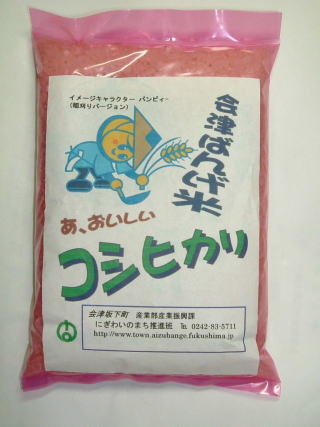 イメージキャラクター バンビィー
(稲刈りバージョン)
会津ばんげ米
あ、おいしい
コシヒカリ
会津坂下町 産業部産業振興課
にぎわいのまち推進班 ℡ 0242-83-5711
http://www.town.aizubange.fukushima.jp